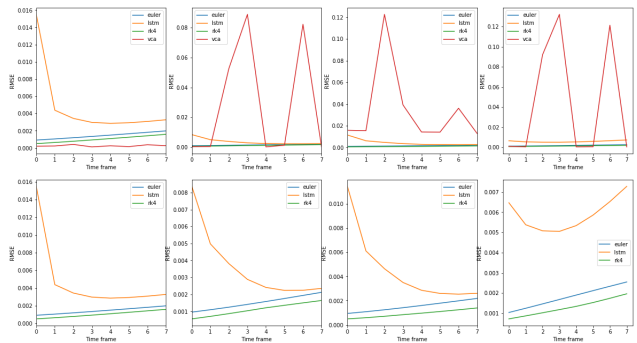 0.016
0.014
0.012
0.010
0.008
0.006
0.004
0.002
0.000
RMSE
euler
lstm
rk4
vca
0 1 2 3 4 5 6 7
Time frame
0.08
0.06
0.04
0.02
0.00
RMSE
euler
lstm
rk4
vca
0 1 2 3 4 5 6 7
Time frame
0.12
0.10
0.08
0.06
0.04
0.02
0.00
RMSE
euler
lstm
rk4
vca
0 1 2 3 4 5 6 7
Time frame
0.12
0.10
0.08
0.06
0.04
0.02
0.00
RMSE
euler
lstm
rk4
vca
0 1 2 3 4 5 6 7
Time frame
0.014
0.012
0.010
0.008
0.006
0.004
0.002
0.000
RMSE
euler
lstm
rk4
0 1 2 3 4 5 6 7
Time frame
0.008
0.007
0.006
0.005
0.004
0.003
0.002
0.001
0.000
RMSE
euler
lstm
rk4
0 1 2 3 4 5 6 7
Time frame
0.010
0.008
0.006
0.004
0.002
0.000
RMSE
euler
lstm
rk4
0 1 2 3 4 5 6 7
Time frame
0.007
0.006
0.005
0.004
0.003
0.002
0.001
RMSE
euler
lstm
rk4
0 1 2 3 4 5 6 7
Time frame